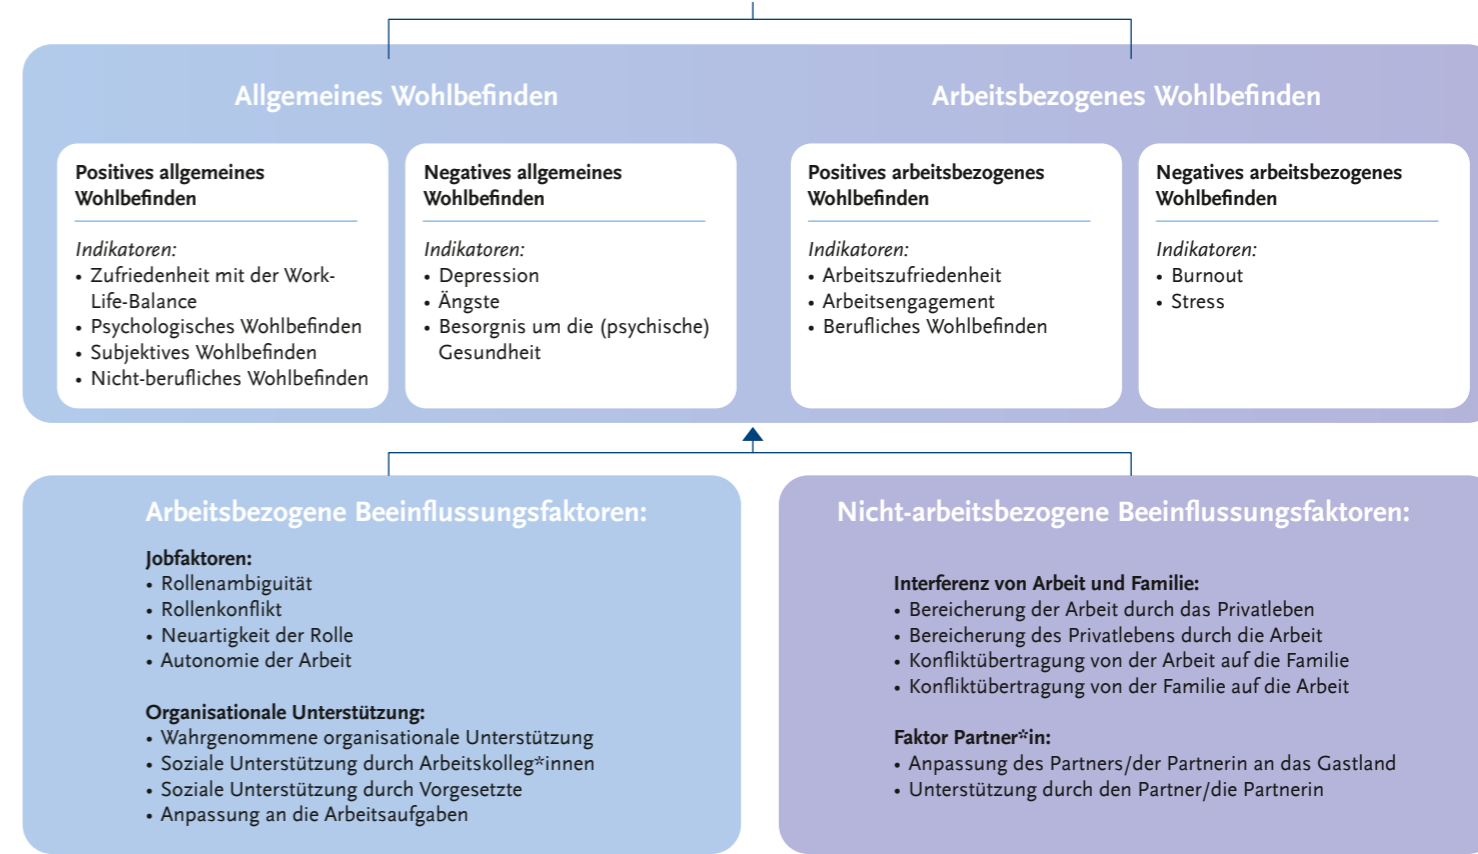 Allgemeines Wohlbefinden
Positives allgemeines
Wohlbefinden
Indikatoren:
• Zufriedenheit mit der Work-
Life-Balance
• Psychologisches Wohlbefinden
• Subjektives Wohlbefinden
• Nicht-berufliches Wohlbefinden
Negatives allgemeines
Wohlbefinden
Indikatoren:
• Depression
• Ängste
• Besorgnis um die (psychische)
Gesundheit
Arbeitsbezogenes Wohlbefinden
Positives arbeitsbezogenes
Wohlbefinden
Indikatoren:
• Arbeitszufriedenheit
• Arbeitsengagement
• Berufliches Wohlbefinden
Negatives arbeitsbezogenes
Wohlbefinden
Indikatoren:
• Burnout
• Stress
Arbeitsbezogene Beeinflussungsfaktoren:
Jobfaktoren:
• Rollenambiguität
• Rollenkonflikt
• Neuartigkeit der Rolle
• Autonomie der Arbeit
Organisationale Unterstützung:
• Wahrgenommene organisationale Unterstützung
• Soziale Unterstützung durch Arbeitskolleg*innen
• Soziale Unterstützung durch Vorgesetzte
• Anpassung an die Arbeitsaufgaben
Nicht-arbeitsbezogene Beeinflussungsfaktoren:
Interferenz von Arbeit und Familie:
• Bereicherung der Arbeit durch das Privatleben
• Bereicherung des Privatlebens durch die Arbeit
• Konfliktübertragung von der Arbeit auf die Familie
• Konfliktübertragung von der Familie auf die Arbeit
Faktor Partner*in:
• Anpassung des Partners/der Partnerin an das Gastland
• Unterstützung durch den Partner/die Partnerin